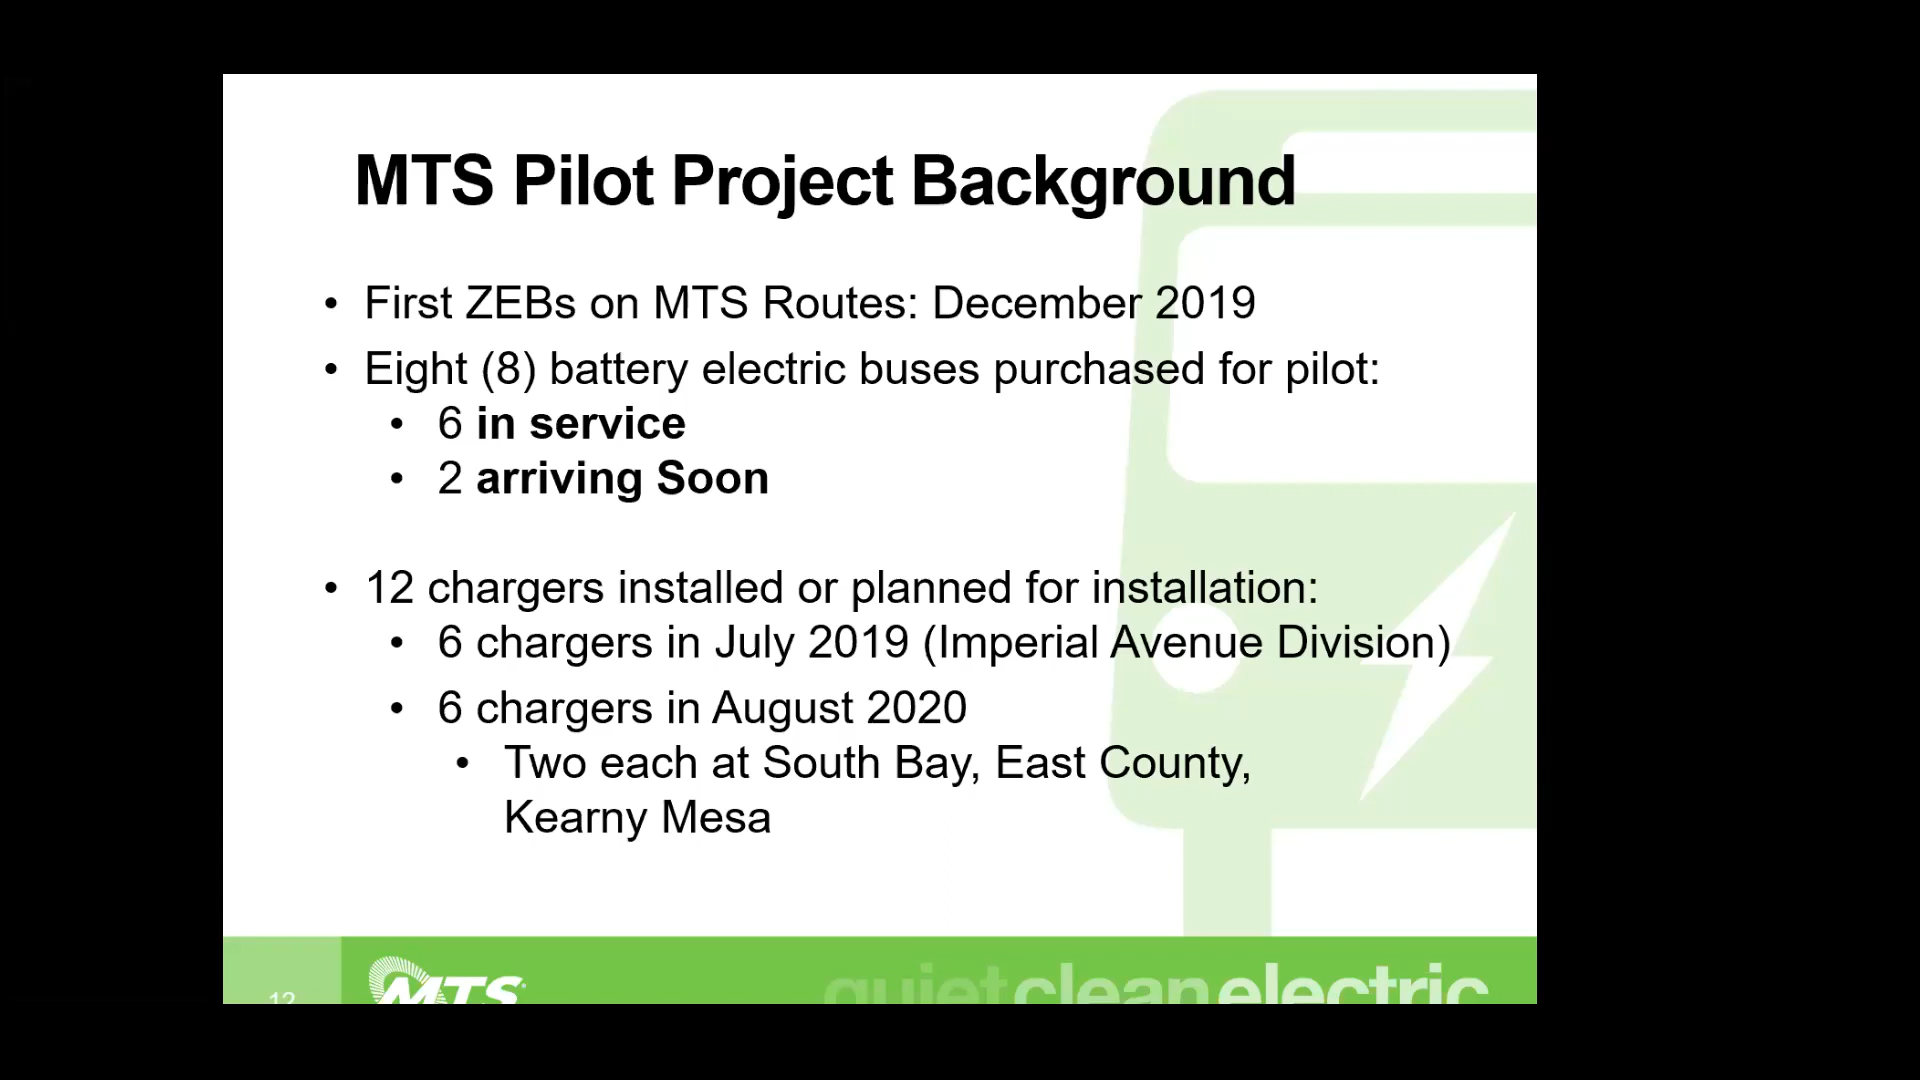 MTS Pilot Project Background
• First ZEBs on MTS Routes: December 2019
• Eight (8) battery electric buses purchased for pilot:
• 6 in service
• 2 arriving Soon
• 12 chargers installed or planned for installation:
• 6 chargers in July 2019 (Imperial Avenue Division)
• 6 chargers in August 2020
• Two each at South Bay, East County,
Kearny Mesa
12 MTS quiet clean electric